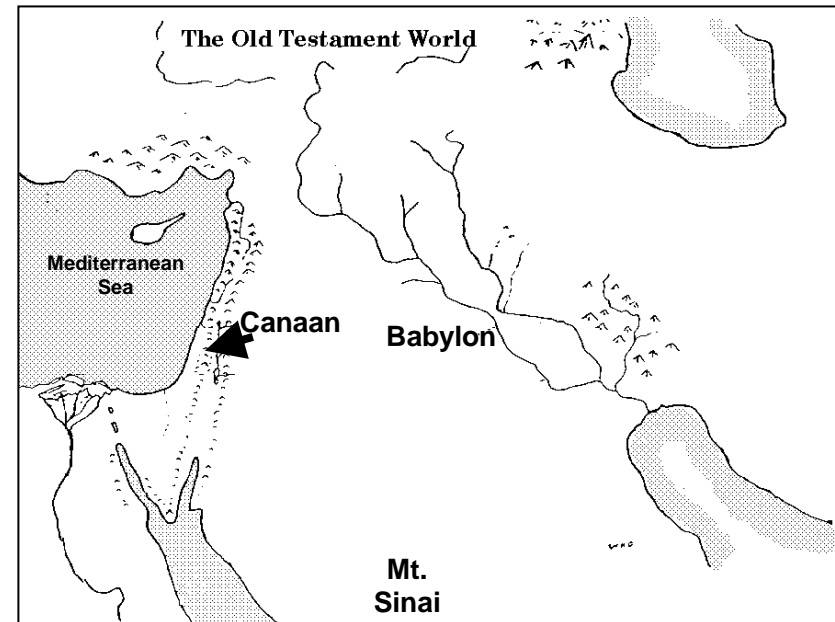 The Old Testament World
Mediterranean
Sea
Canaan
Babylon
Mt.
Sinai